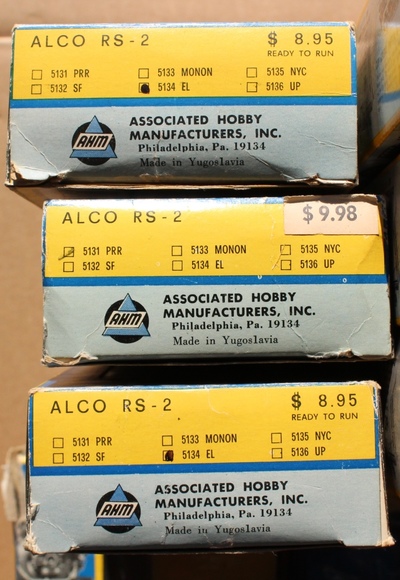 ALCO RS-2 $ 8.95
READY TO RUN
5131 PRR 5133 MONON 5135 NYC
5132 SF 5134 EL 5136 UP
AHM
ASSOCIATED HOBBY
MANUFACTURERS, INC.
Philadelphia, Pa. 19134
Made in Yugoslavia
ALCO RS-2 $9.98
5131 PRR 5133 MONON 5135 NYC
5132 SF 5134 EL 5136 UP
AHM
ASSOCIATED HOBBY
MANUFACTURERS, INC.
Philadelphia, Pa. 19134
Made in Yugoslavia
ALCO RS-2 $ 8.95
READY TO RUN
5131 PRR 5133 MONON 5135 NYC
5132 SF 5134 EL 5136 UP
AHM
ASSOCIATED HOBBY
MANUFACTURERS, INC.
Philadelphia, Pa. 19134
Made in Yugoslavia